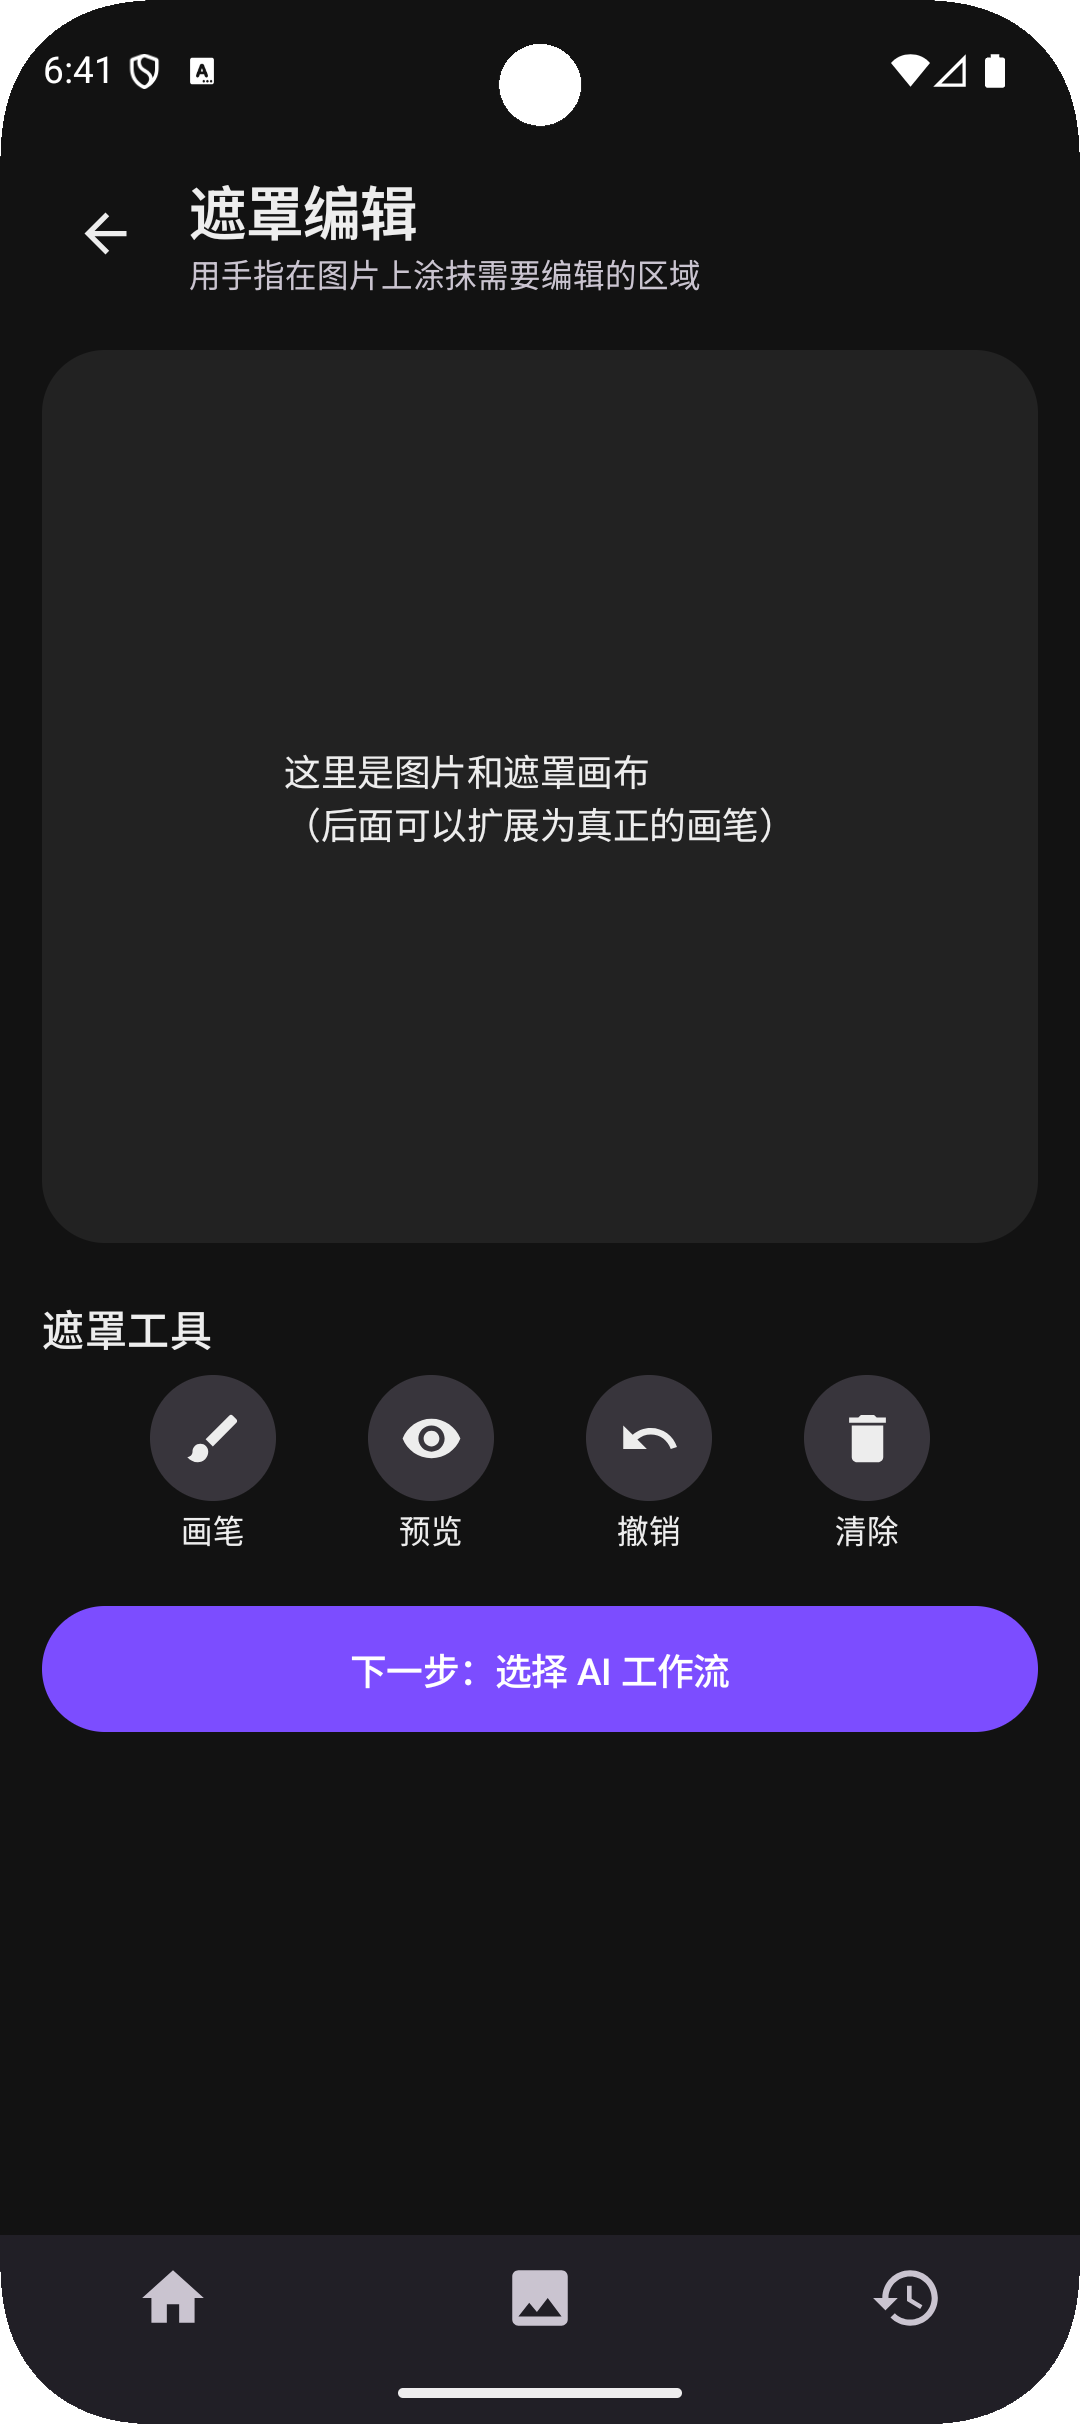 6:41
遮罩编辑
用手指在图片上涂抹需要编辑的区域
这里是图片和遮罩画布
（后面可以扩展为真正的画笔）
遮罩工具
画笔
预览
撤销
清除
下一步：选择 AI 工作流